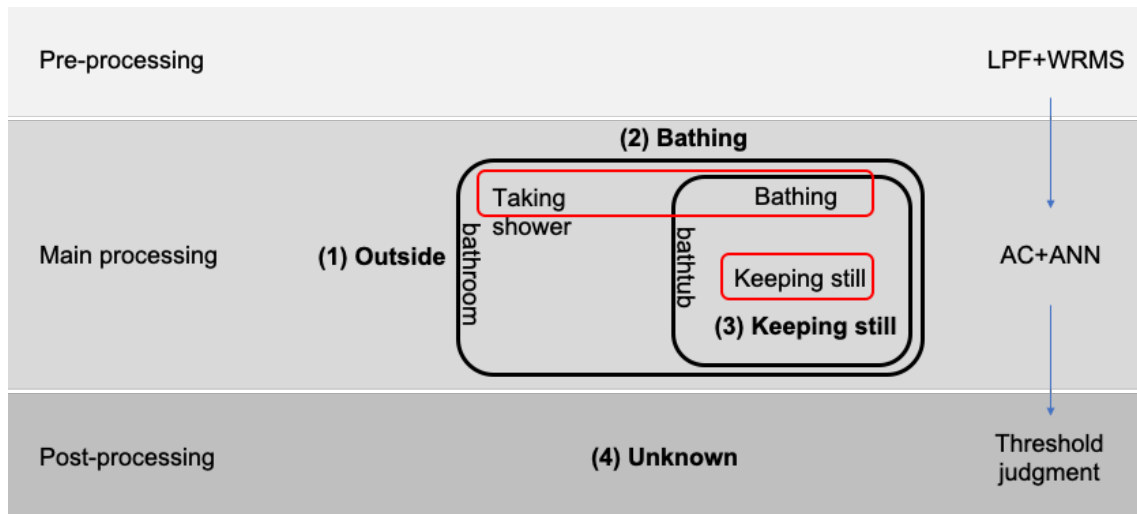 Pre-processing
LPF+WRMS
(2) Bathing
Taking
shower
Bathing
bathroom
bathtub
Main processing
(1) Outside
Keeping still
(3) Keeping still
AC+ANN
Post-processing
(4) Unknown
Threshold
judgment